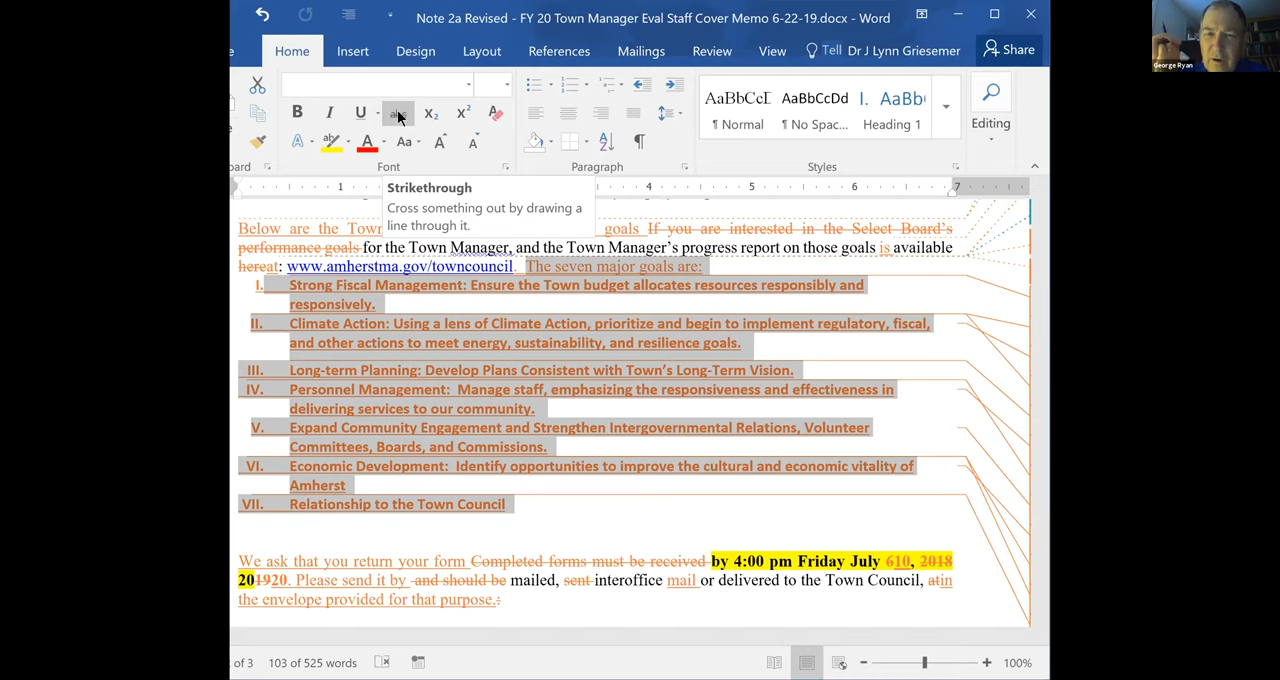 Note 2a Revised - FY 20 Town Manager Eval Staff Cover Memo 6-22-19.docx - Word
Home Insert Design Layout References Mailings Review View Tell Dr J Lynn Griesemer Share
George Ryan
B I U abc X2 X2
A ab A Aa A A
AaBbCcI AaBbCcDd I. AaBb(
¶ Normal ¶ No Spac... Heading 1
Editing
Font Paragraph Styles
1 4 5 6 7
Strikethrough
Cross something out by drawing a
line through it.
Below are the Tow goals If you are interested in the Select Board's
performance goals for the Town Manager, and the Town Manager's progress report on those goals is available
hereat: www.amherstma.gov/towncouncil. The seven major goals are:
I. Strong Fiscal Management: Ensure the Town budget allocates resources responsibly and
responsively.
II. Climate Action: Using a lens of Climate Action, prioritize and begin to implement regulatory, fiscal,
and other actions to meet energy, sustainability, and resilience goals.
III. Long-term Planning: Develop Plans Consistent with Town's Long-Term Vision.
IV. Personnel Management: Manage staff, emphasizing the responsiveness and effectiveness in
delivering services to our community.
V. Expand Community Engagement and Strengthen Intergovernmental Relations, Volunteer
Committees, Boards, and Commissions.
VI. Economic Development: Identify opportunities to improve the cultural and economic vitality of
Amherst
VII. Relationship to the Town Council
We ask that you return your form Completed forms must be received by 4:00 pm Friday July 610, 2018
201920. Please send it by and should be mailed, sent interoffice mail or delivered to the Town Council, atin
the envelope provided for that purpose.:
of 3 103 of 525 words 100%